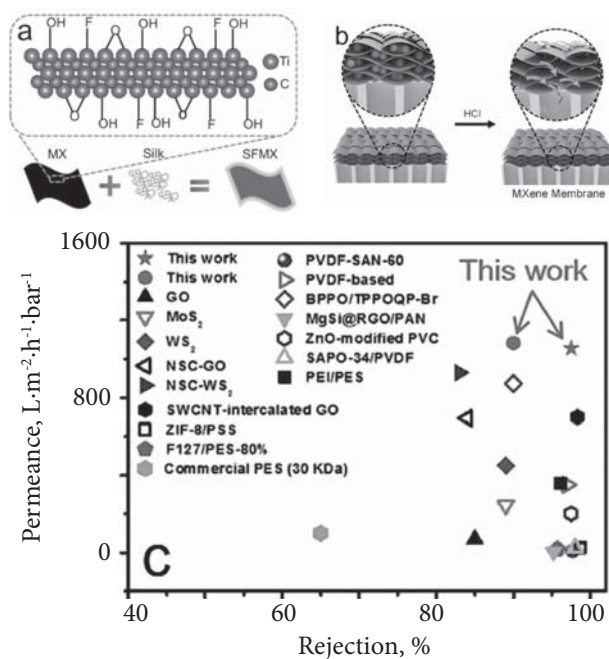 a
OH F O OH F O OH
Ti
C
O OH F O OH F OH
MX Silk SFMX
+ =
b
HCl
MXene Membrane
1600
800
0
Permeance, L·m⁻²·h⁻¹·bar⁻¹
This work
This work
GO
MoS₂
WS₂
NSC-GO
NSC-WS₂
SWCNT-intercalated GO
ZIF-8/PSS
F127/PES-80%
Commercial PES (30 KDa)
PVDF-SAN-60
PVDF-based
BPPO/TPPOQP-Br
MgSi@RGO/PAN
ZnO-modified PVC
SAPO-34/PVDF
PEI/PES
This work
C
40 60 80 100
Rejection, %